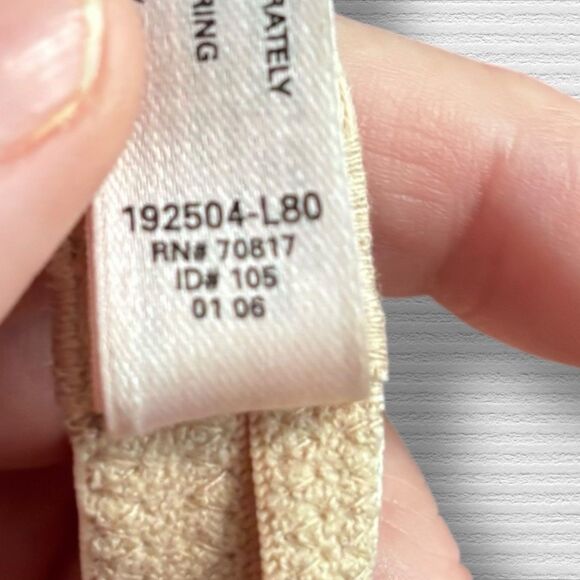 RATELY
RING
192504-L80
RN# 70817
ID# 105
01 06